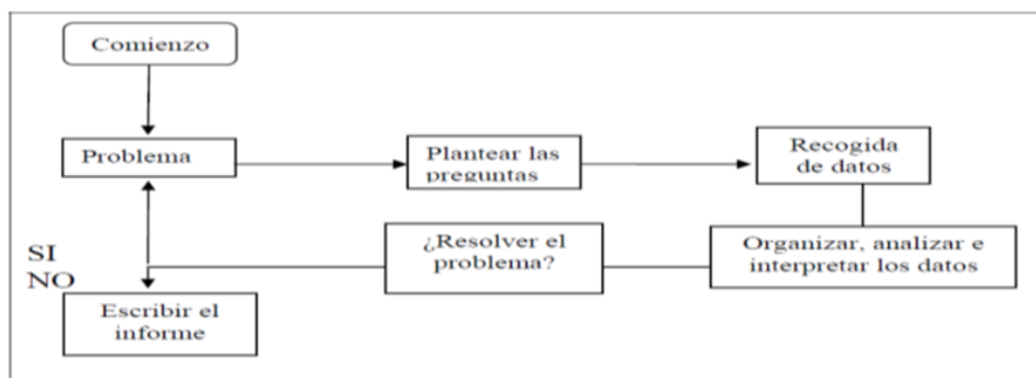 Comienzo
Problema
Plantear las
preguntas
Recogida
de datos
¿Resolver el
problema?
Organizar, analizar e
interpretar los datos
SI
NO
Escribir el
informe